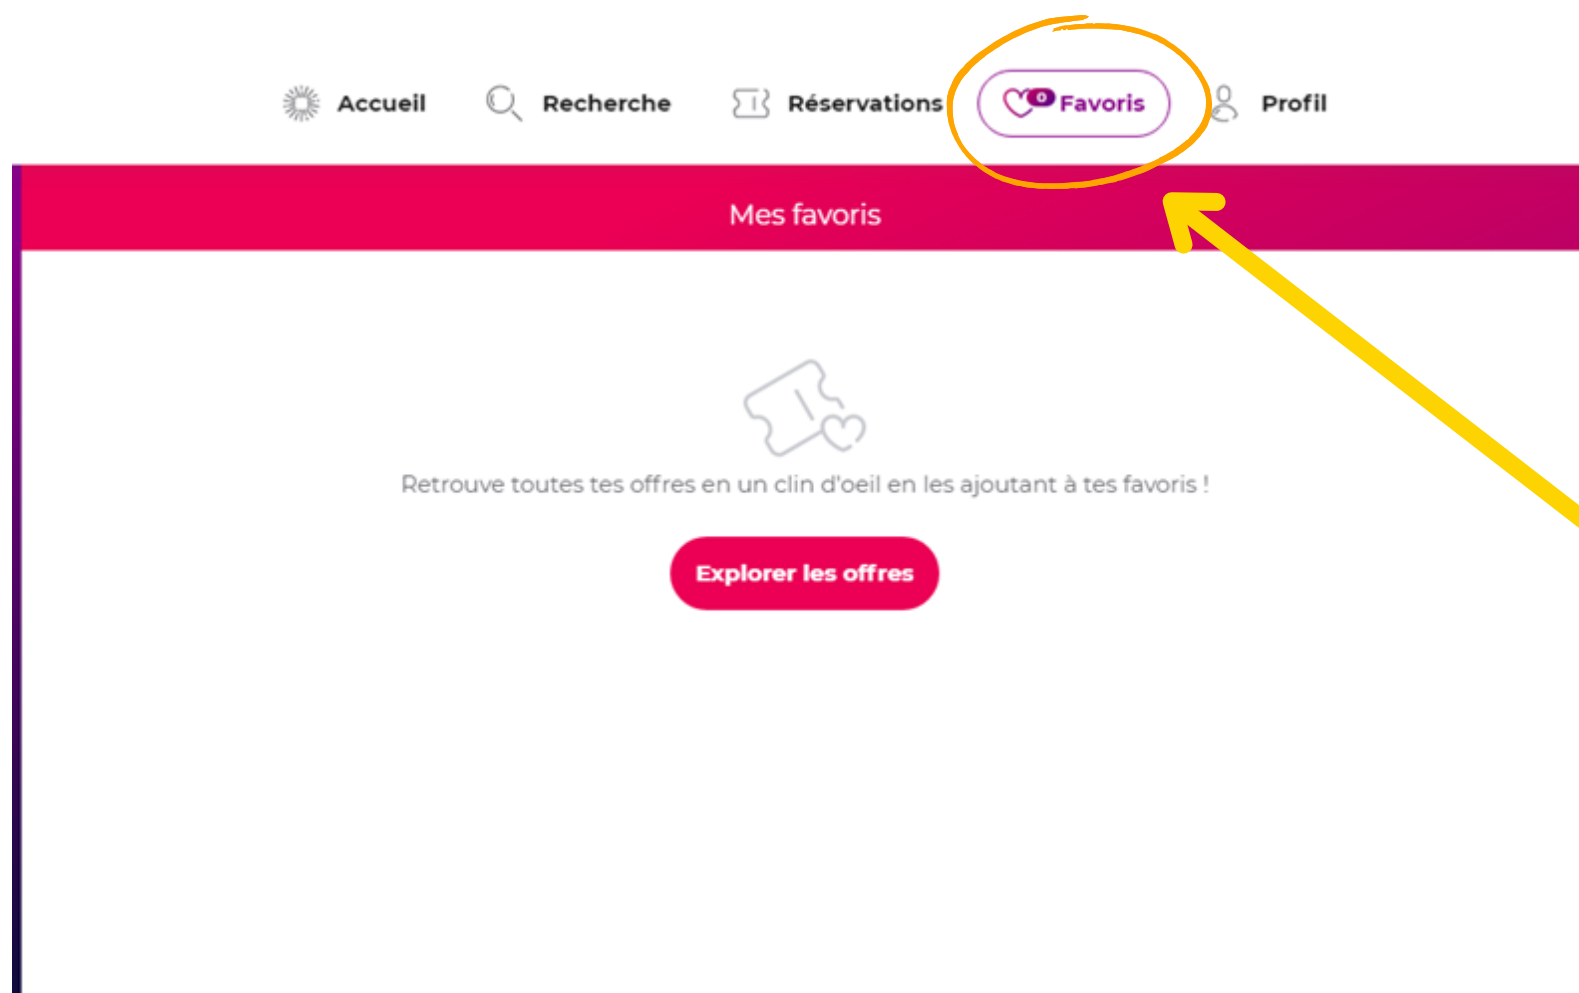 Accueil Recherche Réservations 0 Favoris Profil
Mes favoris
Retrouve toutes tes offres en un clin d'oeil en les ajoutant à tes favoris !
Explorer les offres